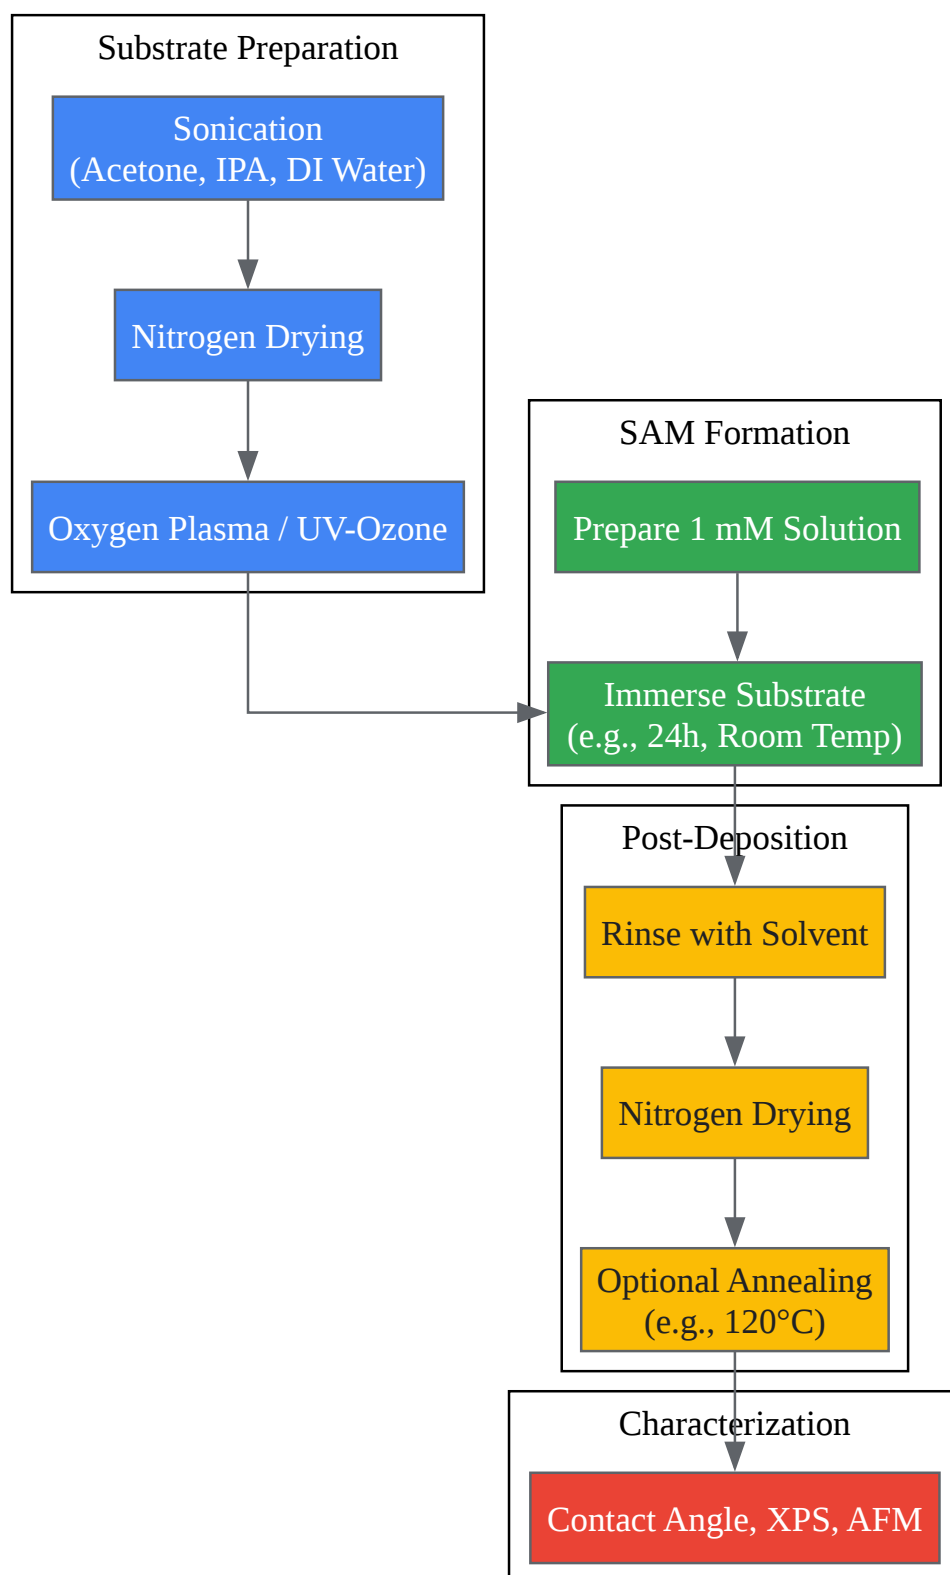 Substrate Preparation
Sonication
(Acetone, IPA, DI Water)
Nitrogen Drying
Oxygen Plasma / UV-Ozone
SAM Formation
Prepare 1 mM Solution
Immerse Substrate
(e.g., 24h, Room Temp)
Post-Deposition
Rinse with Solvent
Nitrogen Drying
Optional Annealing
(e.g., 120°C)
Characterization
Contact Angle, XPS, AFM